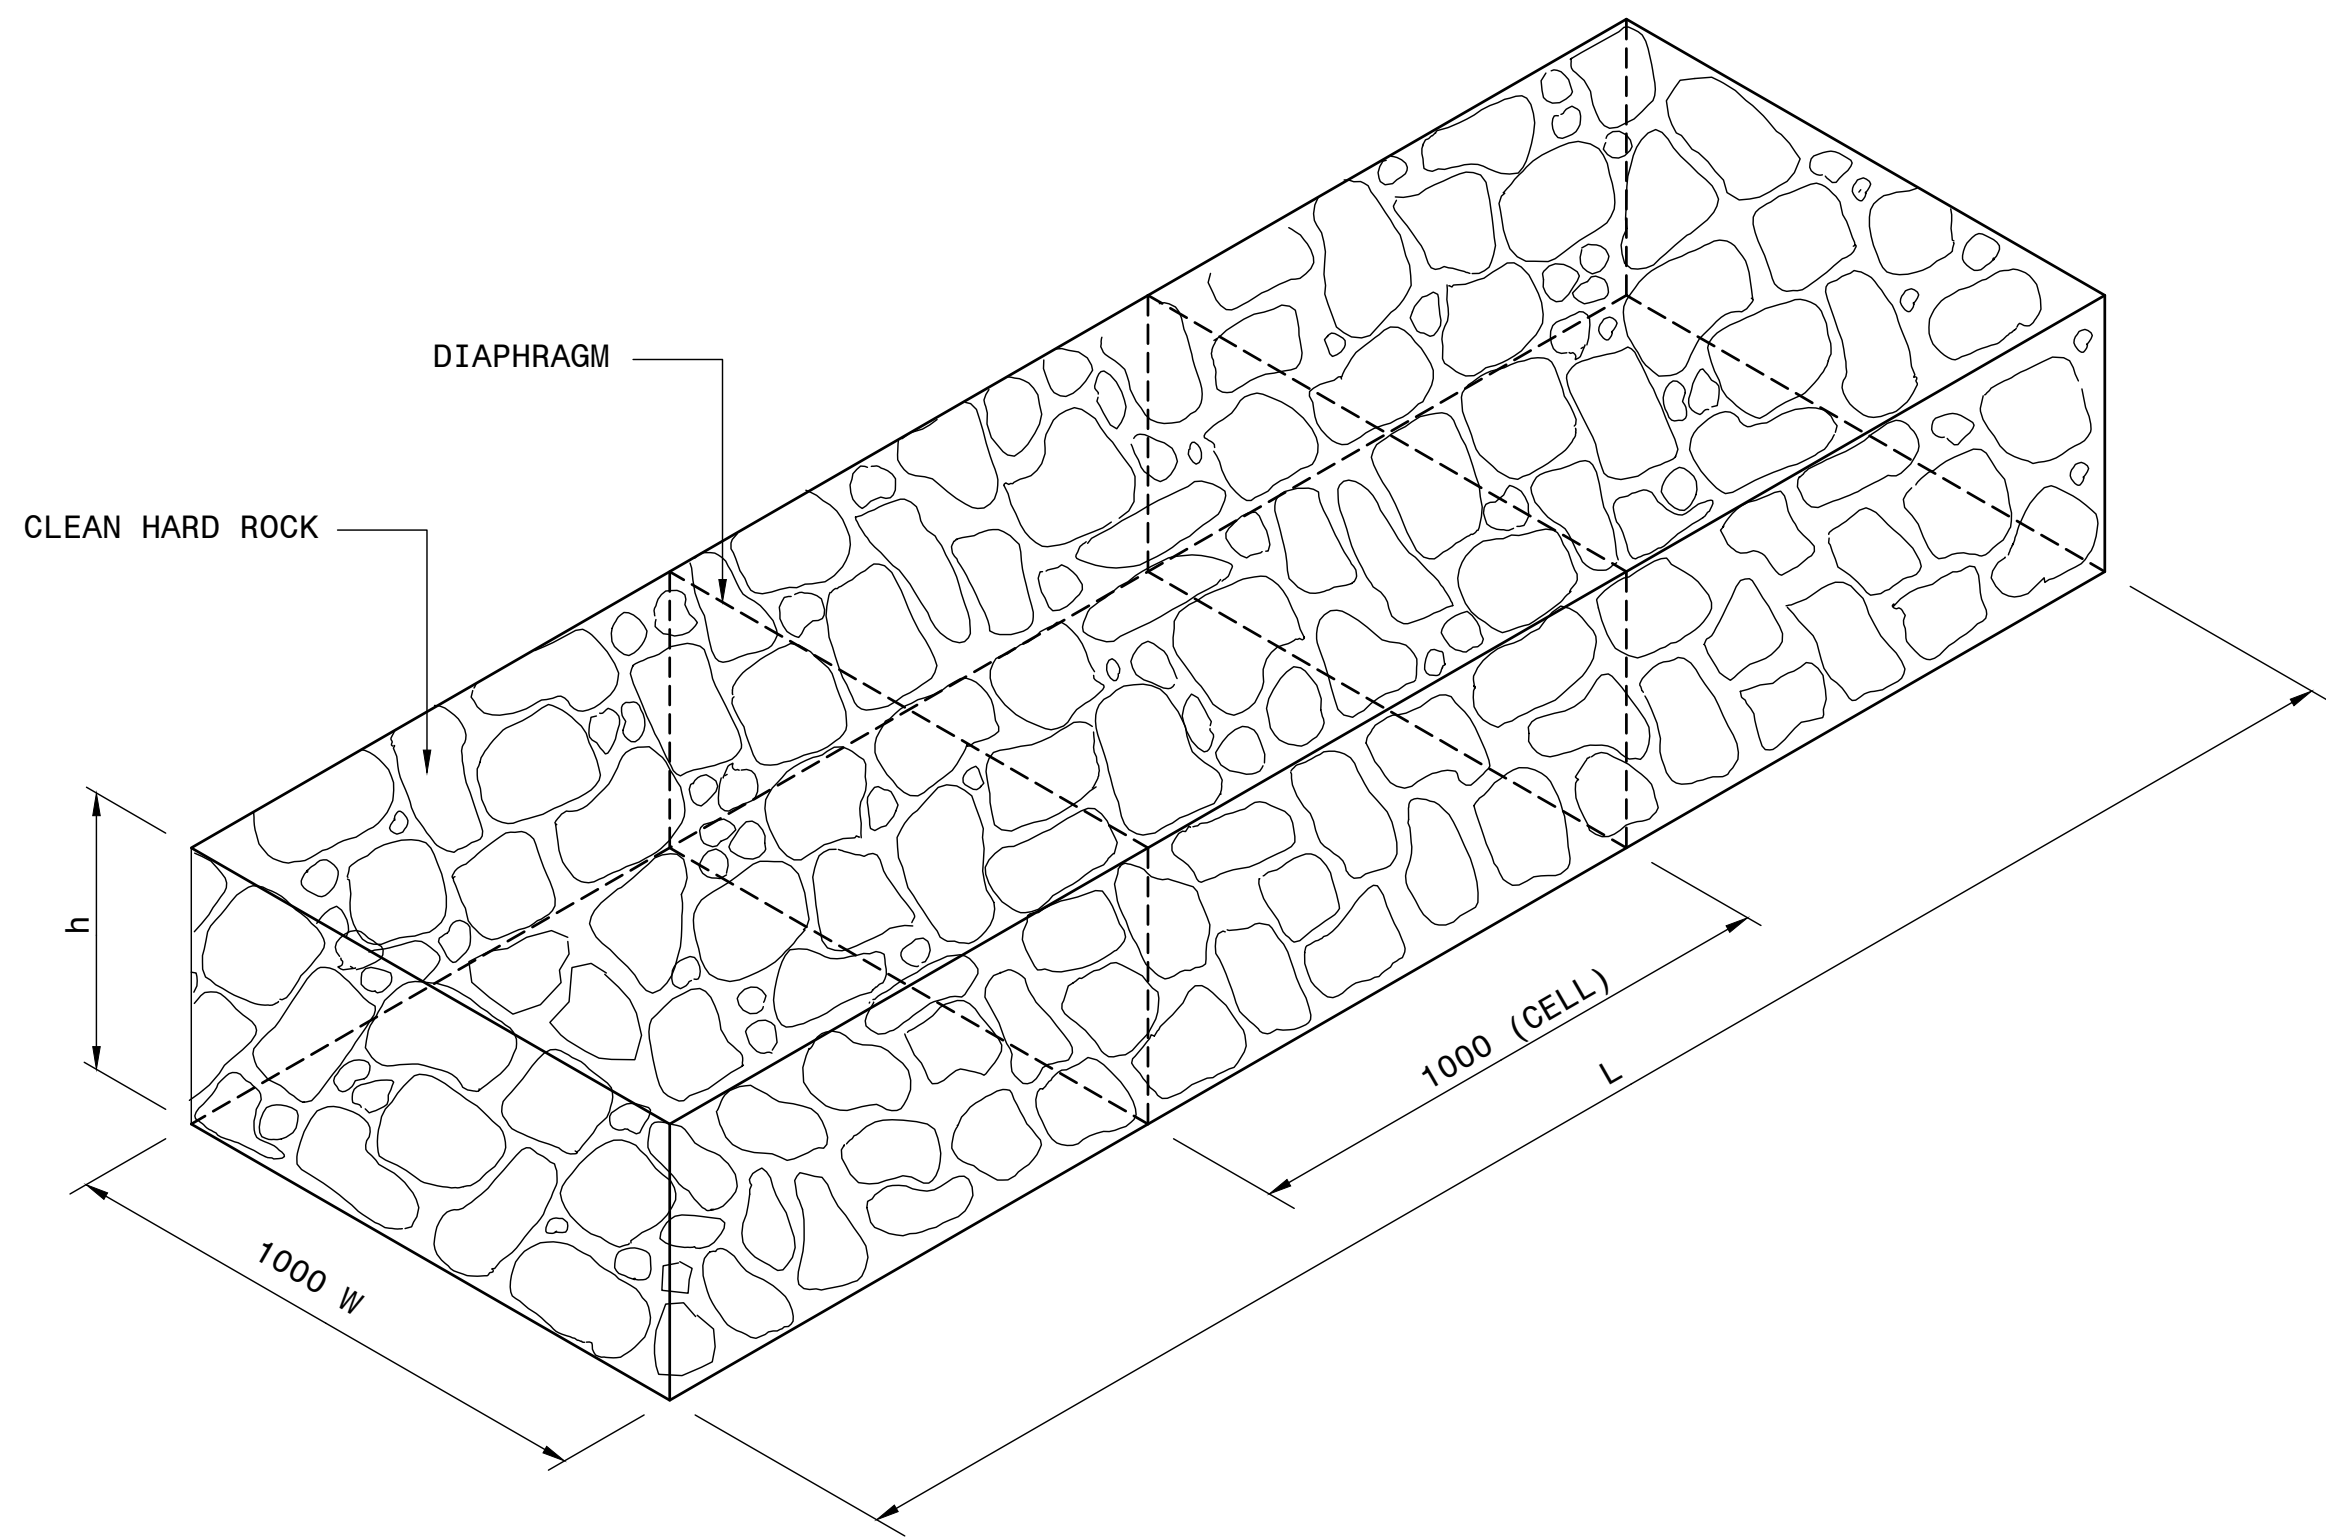 DIAPHRAGM
CLEAN HARD ROCK
h
1000 (CELL)
L
1000 W